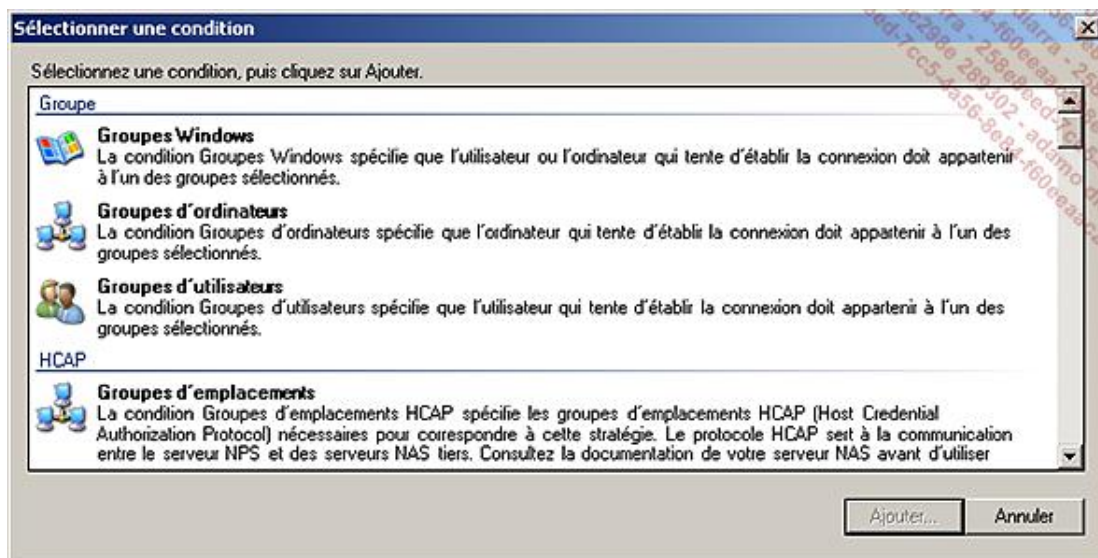 Sélectionner une condition
Sélectionnez une condition, puis cliquez sur Ajouter.
Groupe
Groupes Windows
La condition Groupes Windows spécifie que l'utilisateur ou l'ordinateur qui tente d'établir la connexion doit appartenir
à l'un des groupes sélectionnés.
Groupes d'ordinateurs
La condition Groupes d'ordinateurs spécifie que l'ordinateur qui tente d'établir la connexion doit appartenir à l'un des
groupes sélectionnés.
Groupes d'utilisateurs
La condition Groupes d'utilisateurs spécifie que l'utilisateur qui tente d'établir la connexion doit appartenir à l'un des
groupes sélectionnés.
HCAP
Groupes d'emplacements
La condition Groupes d'emplacements HCAP spécifie les groupes d'emplacements HCAP (Host Credential
Authorization Protocol) nécessaires pour correspondre à cette stratégie. Le protocole HCAP sert à la communication
entre le serveur NPS et des serveurs NAS tiers. Consultez la documentation de votre serveur NAS avant d'utiliser
Ajouter...
Annuler